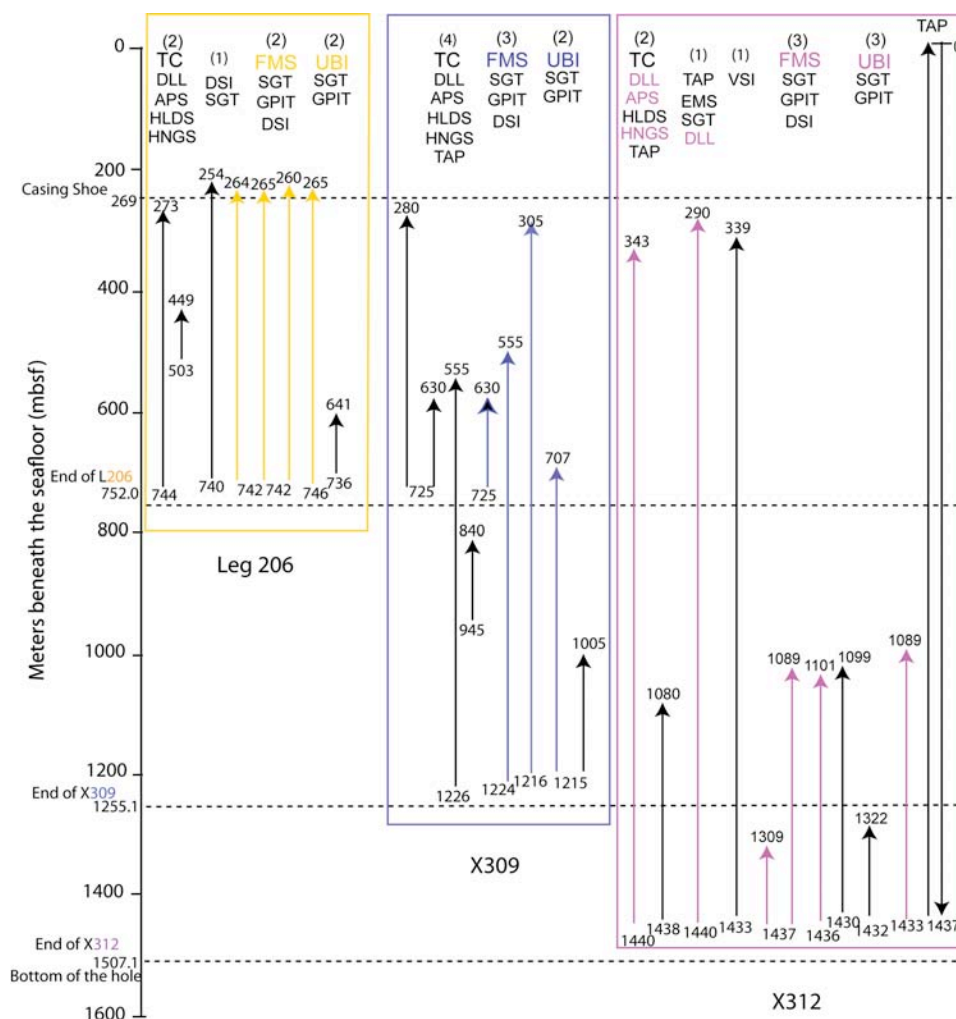 TAP
0
0
(2)
TC
DLL
APS
HLDS
HNGS
(1)
DSI
SGT
(2)
FMS
SGT
GPIT
DSI
(2)
UBI
SGT
GPIT
(4)
TC
DLL
APS
HLDS
HNGS
TAP
(3)
FMS
SGT
GPIT
DSI
(2)
UBI
SGT
GPIT
(2)
TC
DLL
APS
HLDS
HNGS
TAP
(1)
TAP
EMS
SGT
DLL
(1)
VSI
(3)
FMS
SGT
GPIT
DSI
(3)
UBI
SGT
GPIT
200
Casing Shoe
269
400
600
End of L206
752.0
800
1000
1200
End of X309
1255.1
1400
End of X312
1507.1
Bottom of the hole
1600
Meters beneath the seafloor (mbsf)
273
254
264
265
260
265
449
503
641
744
740
742
742
746
736
Leg 206
280
305
630
555
630
555
725
725
707
840
945
1005
1226
1224
1216
1215
X309
343
290
339
1080
1089
1101
1099
1089
1309
1322
1440
1438
1440
1433
1437
1436
1430
1432
1433
1437
X312